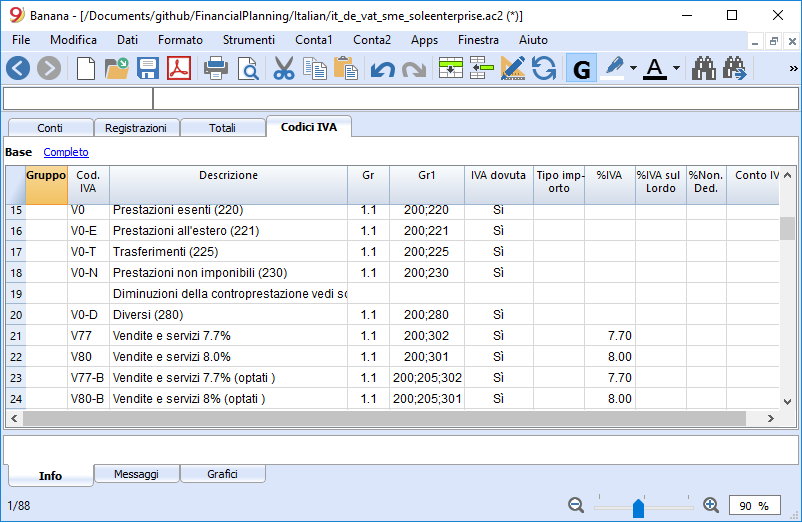 Banana - [/Documents/github/FinancialPlanning/Italian/it_de_vat_sme_soleenterprise.ac2 (*)]
File Modifica Dati Formato Strumenti Conta1 Conta2 Apps Finestra Aiuto
G A »
Conti Registrazioni Totali Codici IVA
Base Completo
Gruppo Cod. IVA Descrizione Gr Gr1 IVA dovuta Tipo imp-orto %IVA %IVA sul Lordo %Non. Ded. Conto IV
15 V0 Prestazioni esenti (220) 1.1 200;220 Sì
16 V0-E Prestazioni all'estero (221) 1.1 200;221 Sì
17 V0-T Trasferimenti (225) 1.1 200;225 Sì
18 V0-N Prestazioni non imponibili (230) 1.1 200;230 Sì
19 Diminuzioni della controprestazione vedi sc
20 V0-D Diversi (280) 1.1 200;280 Sì
21 V77 Vendite e servizi 7.7% 1.1 200;302 Sì 7.70
22 V80 Vendite e servizi 8.0% 1.1 200;301 Sì 8.00
23 V77-B Vendite e servizi 7.7% (optati ) 1.1 200;205;302 Sì 7.70
24 V80-B Vendite e servizi 8% (optati ) 1.1 200;205;301 Sì 8.00
Info Messaggi Grafici
1/88 90 %